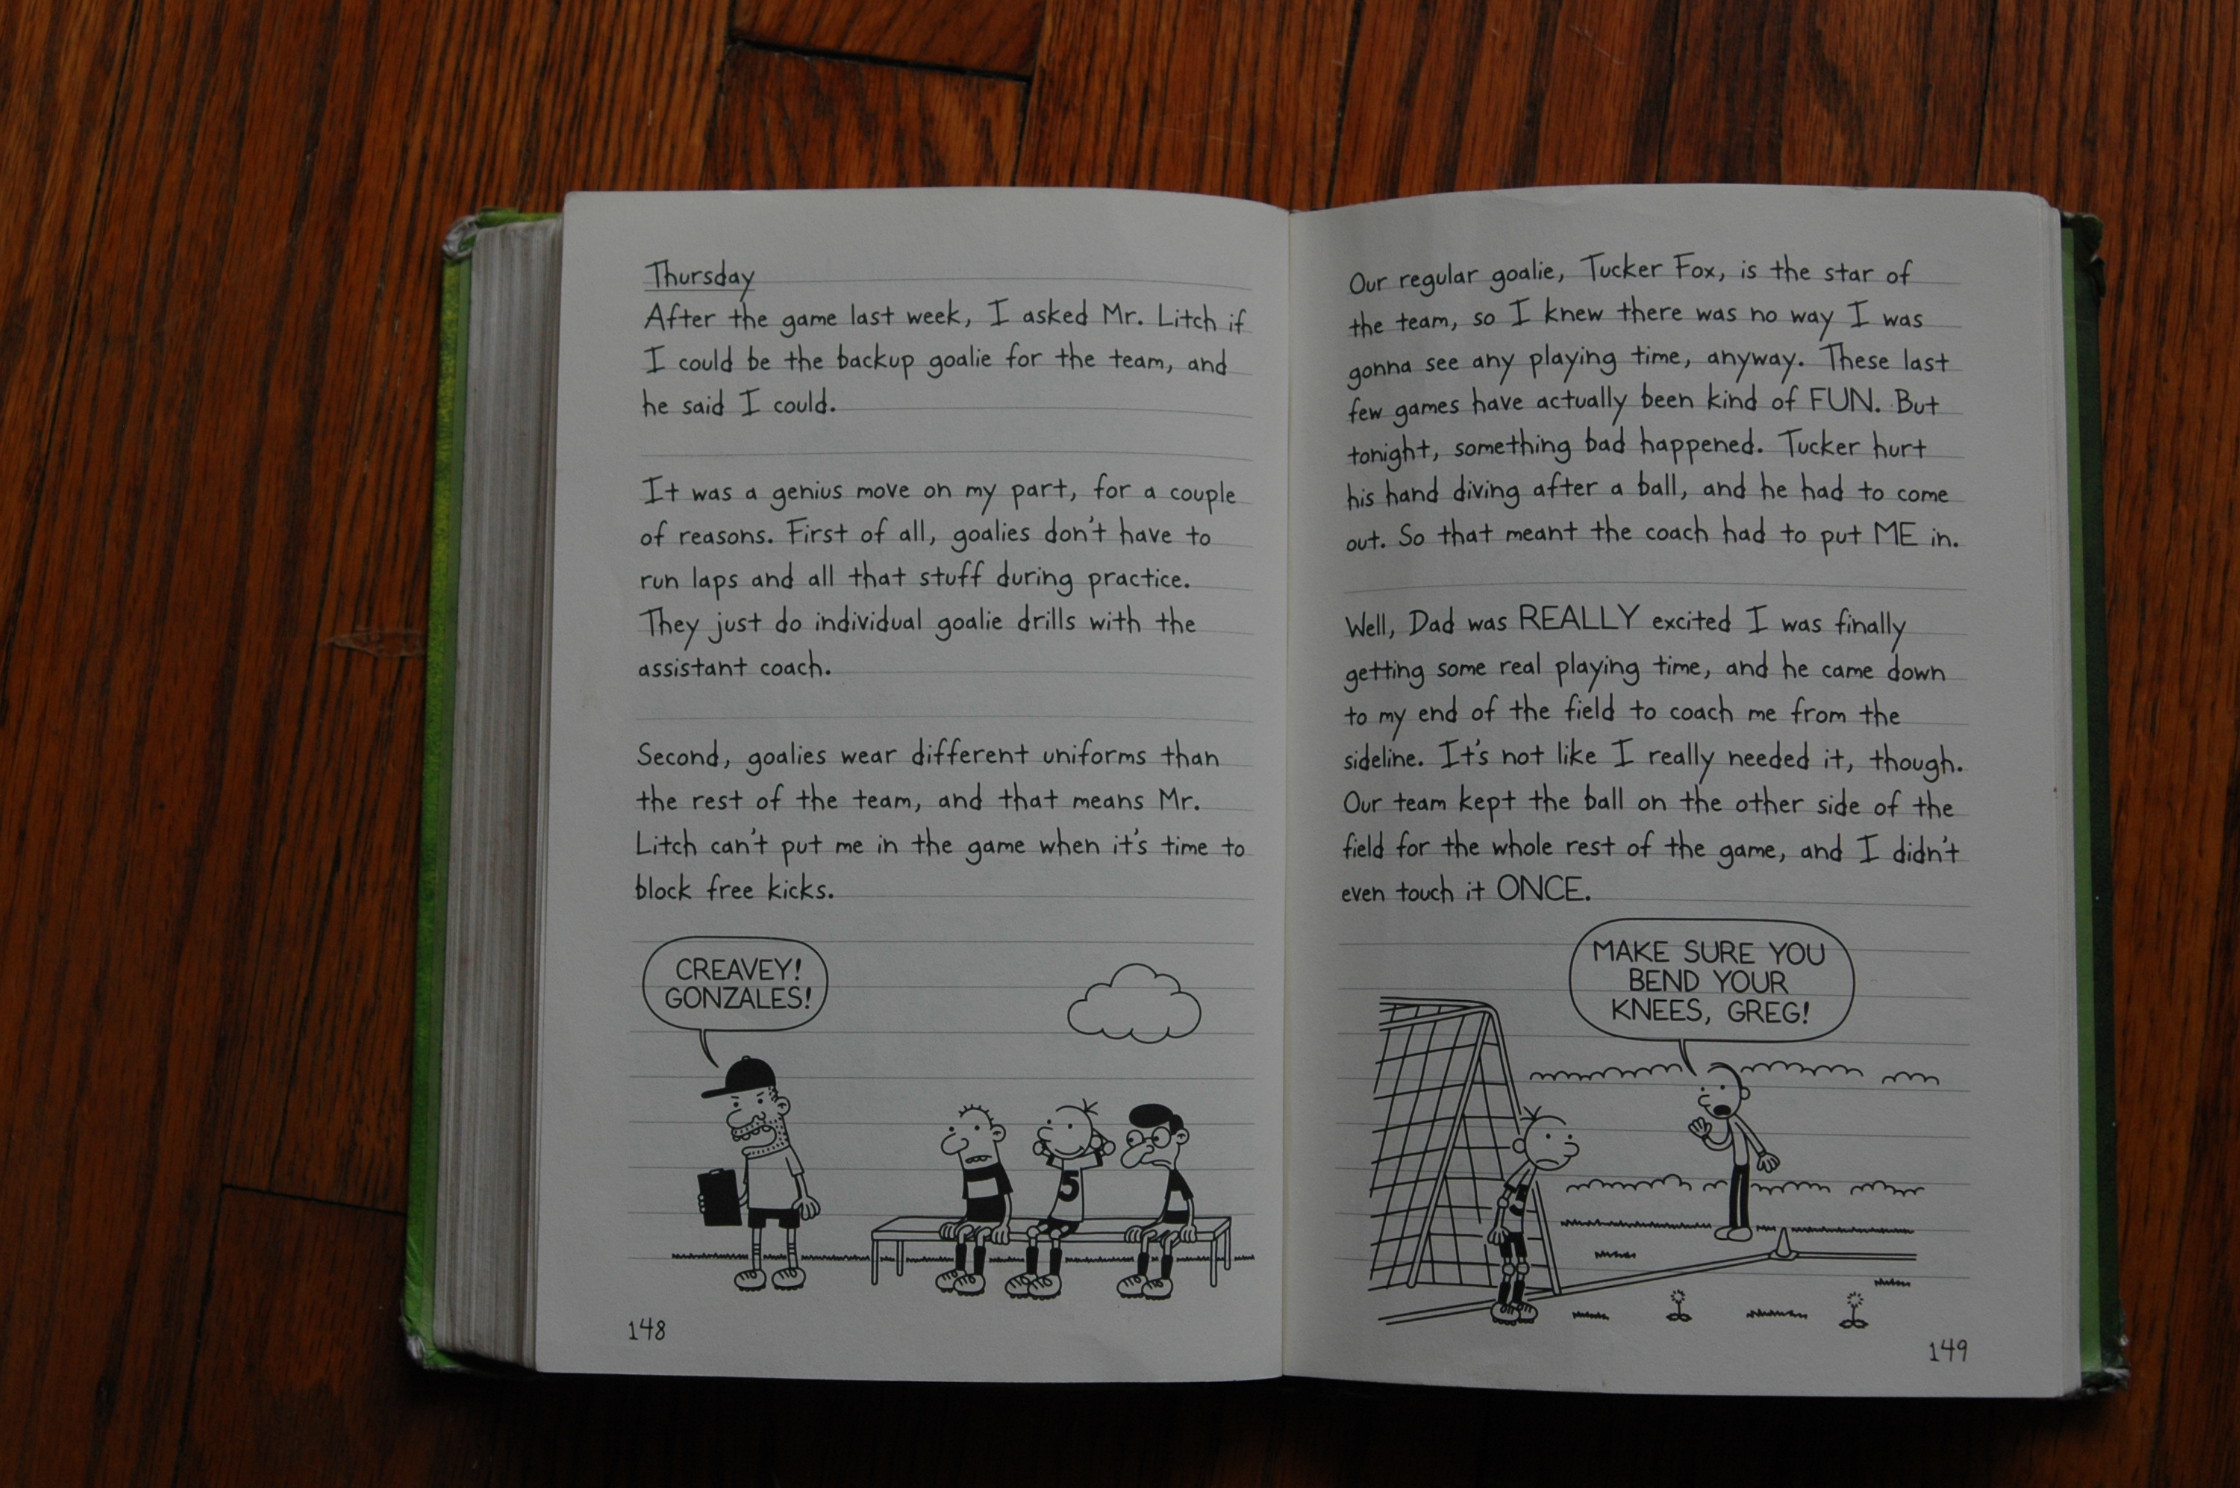 Thursday
After the game last week, I asked Mr. Litch if
I could be the backup goalie for the team, and
he said I could.
It was a genius move on my part, for a couple
of reasons. First of all, goalies don't have to
run laps and all that stuff during practice.
They just do individual goalie drills with the
assistant coach.
Second, goalies wear different uniforms than
the rest of the team, and that means Mr.
Litch can't put me in the game when it's time to
block free kicks.
CREAVEY!
GONZALES!
5
148
Our regular goalie, Tucker Fox, is the star of
the team, so I knew there was no way I was
gonna see any playing time, anyway. These last
few games have actually been kind of FUN. But
tonight, something bad happened. Tucker hurt
his hand diving after a ball, and he had to come
out. So that meant the coach had to put ME in.
Well, Dad was REALLY excited I was finally
getting some real playing time, and he came down
to my end of the field to coach me from the
sideline. It's not like I really needed it, though.
Our team kept the ball on the other side of the
field for the whole rest of the game, and I didn't
even touch it ONCE.
MAKE SURE YOU
BEND YOUR
KNEES, GREG!
149